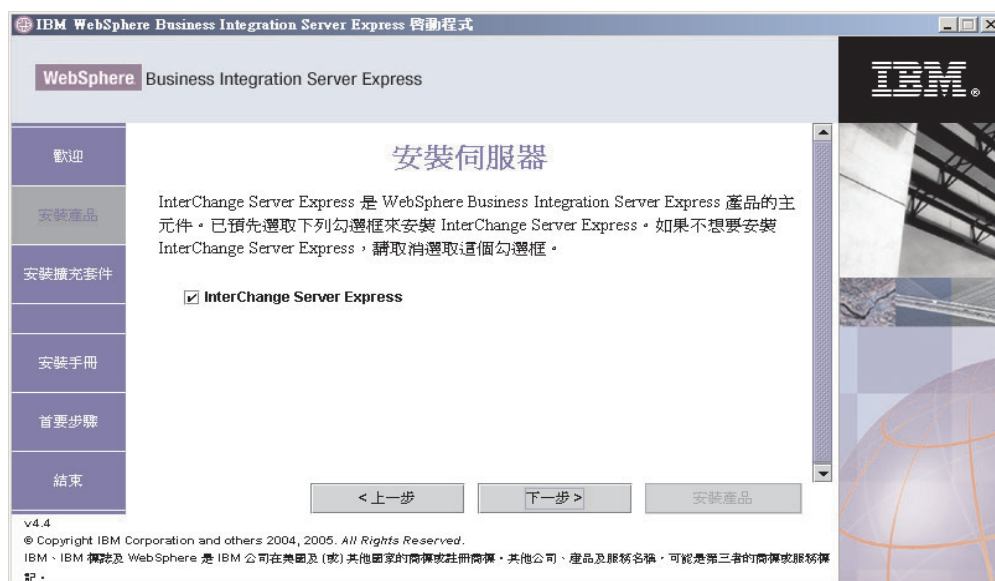 IBM WebSphere Business Integration Server Express 啓動程式
WebSphere. Business Integration Server Express
IBM®
歡迎
安裝產品
安裝擴充套件
安裝手冊
首要步驟
結束
安裝伺服器
InterChange Server Express 是 WebSphere Business Integration Server Express 產品的主
元件。已預先選取下列勾選框來安裝 InterChange Server Express。如果不想要安裝
InterChange Server Express，請取消選取這個勾選框。
InterChange Server Express
<上一步
下一步>
安裝產品
v4.4
© Copyright IBM Corporation and others 2004, 2005. All Rights Reserved.
IBM、IBM 標誌及 WebSphere 是 IBM 公司在美國及 (或) 其他國家的商標或註冊商標。其他公司、產品及服務名稱，可能是第三者的商標或服務標
記。